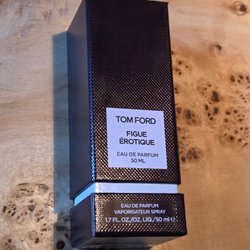 TOM FORD
FIGUE
ÉROTIQUE
EAU DE PARFUM
50 ML
EAU DE PARFUM
VAPORISATEUR SPRAY
1.7 FL.OZ./OZ. LIQ./50 ml ℮